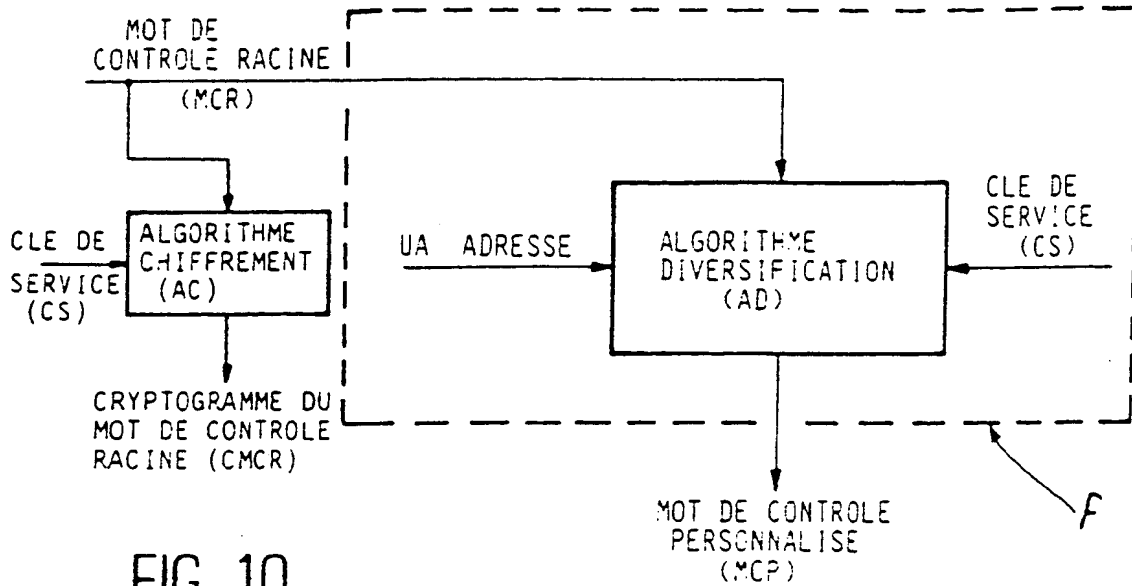 MOT DE
CONTROLE RACINE
(MCR)
CLE DE
SERVICE
(CS)
ALGORITHME
CHIFFREMENT
(AC)
CRYPTOGRAMME DU
MOT DE CONTROLE
RACINE (CMCR)
UA ADRESSE
ALGORITHME
DIVERSIFICATION
(AD)
CLE DE
SERVICE
(CS)
MOT DE CONTROLE
PERSONNALISE
(MCP)
F
FIG. 10